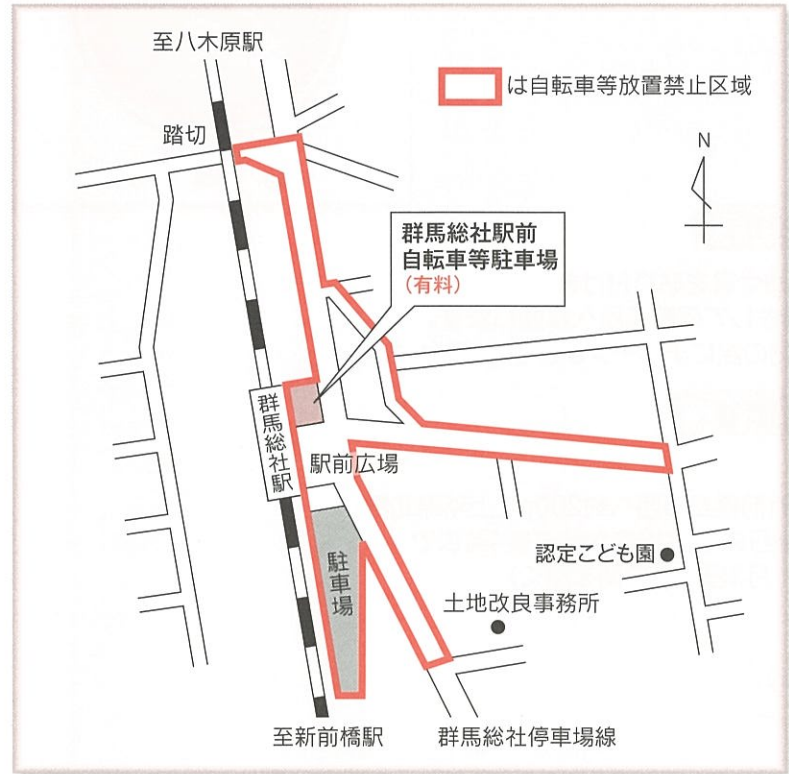 至八木原駅
は自転車等放置禁止区域
踏切
N
群馬総社駅前
自転車等駐車場
(有料)
群馬総社駅
駅前広場
駐車場
認定こども園
土地改良事務所
至新前橋駅
群馬総社停車場線